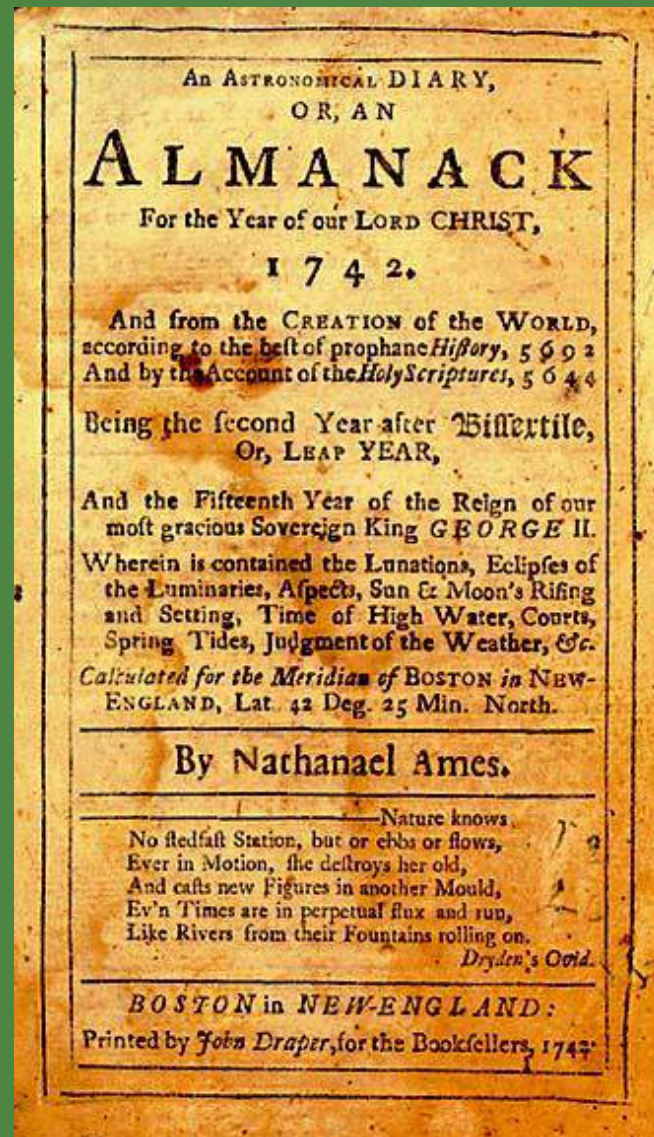 An ASTRONOMICAL DIARY,
OR, AN
ALMANACK
For the Year of our LORD CHRIST,
1742.
And from the CREATION of the WORLD,
according to the beſt of prophane Hiſtory, 5692
And by the Account of the Holy Scriptures, 5644
Being the ſecond Year after Biſſextile,
Or, LEAP YEAR,
And the Fifteenth Year of the Reign of our
moſt gracious Sovereign King GEORGE II.
Wherein is contained the Lunations, Eclipſes of
the Luminaries, Aſpects, Sun & Moon's Riſing
and Setting, Time of High Water, Courts,
Spring Tides, Judgment of the Weather, &c.
Calculated for the Meridian of BOSTON in NEW-
ENGLAND, Lat. 42 Deg. 25 Min. North.
By Nathanael Ames.
Nature knows
No ſtedfaſt Station, but or ebbs or flows,
Ever in Motion, ſhe deſtroys her old,
And caſts new Figures in another Mould,
Ev'n Times are in perpetual flux and run,
Like Rivers from their Fountains rolling on.
Dryden's Ovid.
BOSTON in NEW-ENGLAND:
Printed by John Draper, for the Bookſellers, 1742.